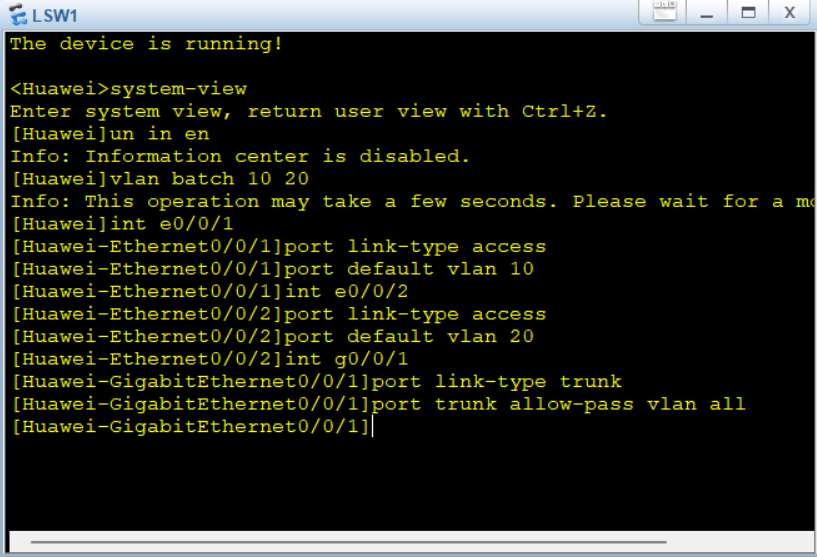 LSW1
X
The device is running!
<Huawei>system-view
Enter system view, return user view with Ctrl+Z.
[Huawei]un in en
Info: Information center is disabled.
[Huawei]vlan batch 10 20
Info: This operation may take a few seconds. Please wait for a
[Huawei]int e0/0/1
[Huawei-Ethernet0/0/1]port link-type access
[Huawei-Ethernet0/0/1]port default vlan 10
[Huawei-Ethernet0/0/1]int e0/0/2
[Huawei-Ethernet0/0/2]port link-type access
[Huawei-Ethernet0/0/2]port default vlan 20
[Huawei-Ethernet0/0/2]int g0/0/1
[Huawei-GigabitEthernet0/0/1]port link-type trunk
[Huawei-GigabitEthernet0/0/1]port trunk allow-pass vlan all
[Huawei-GigabitEthernet0/0/1]